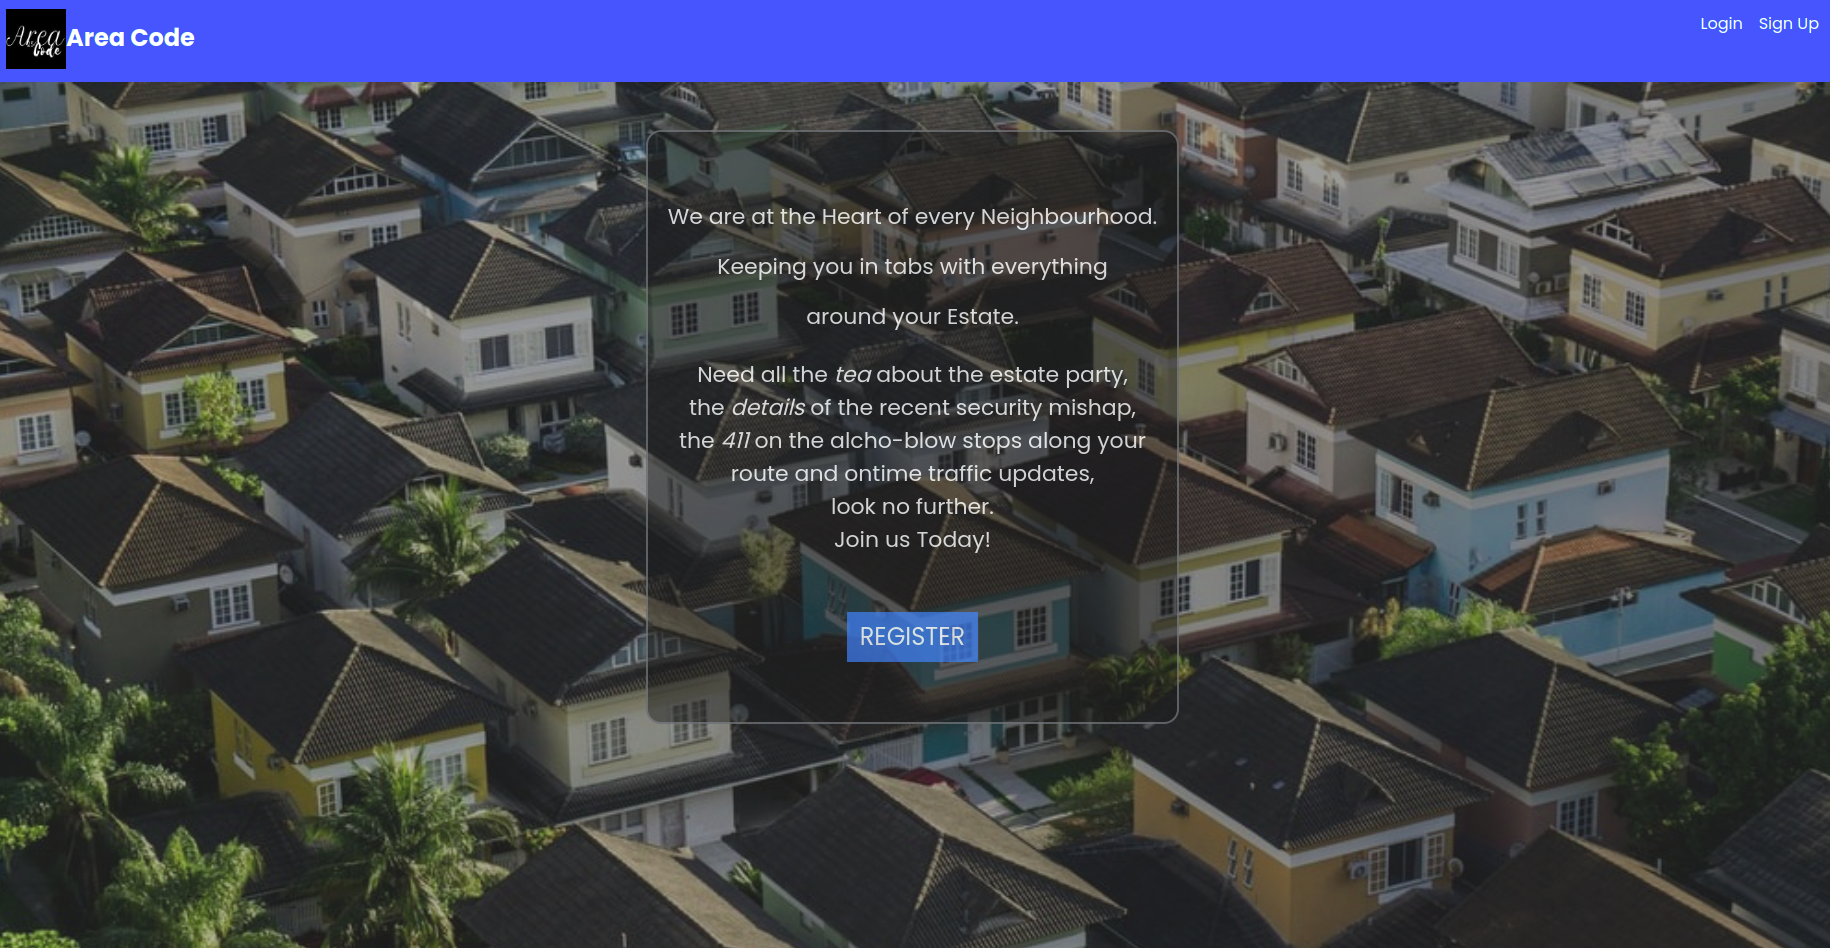 Area
Code
Area Code
Login
Sign Up
We are at the Heart of every Neighbourhood.
Keeping you in tabs with everything
around your Estate.
Need all the tea about the estate party,
the details of the recent security mishap,
the 411 on the alcho-blow stops along your
route and ontime traffic updates,
look no further.
Join us Today!
REGISTER